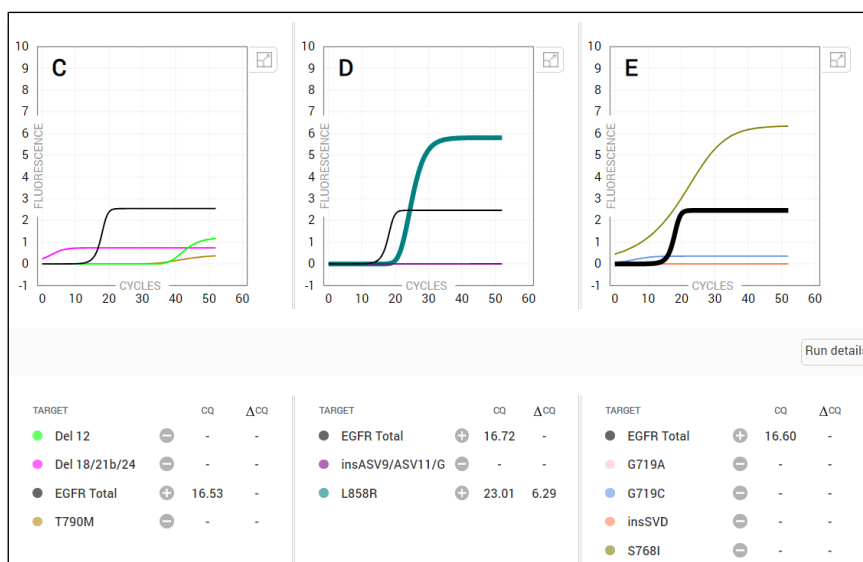 C
D
E
10
9
8
7
6
5
4
3
2
1
0
-1
FLUORESCENCE
0 10 20 30 40 50 60
CYCLES
10
9
8
7
6
5
4
3
2
1
0
-1
FLUORESCENCE
0 10 20 30 40 50 60
CYCLES
10
9
8
7
6
5
4
3
2
1
0
-1
FLUORESCENCE
0 10 20 30 40 50 60
CYCLES
Run details
TARGET CQ ΔCQ
Del 12 - -
Del 18/21b/24 - -
EGFR Total 16.53 -
T790M - -
TARGET CQ ΔCQ
EGFR Total 16.72 -
insASV9/ASV11/G - -
L858R 23.01 6.29
TARGET CQ ΔCQ
EGFR Total 16.60 -
G719A - -
G719C - -
insSVD - -
S768I - -